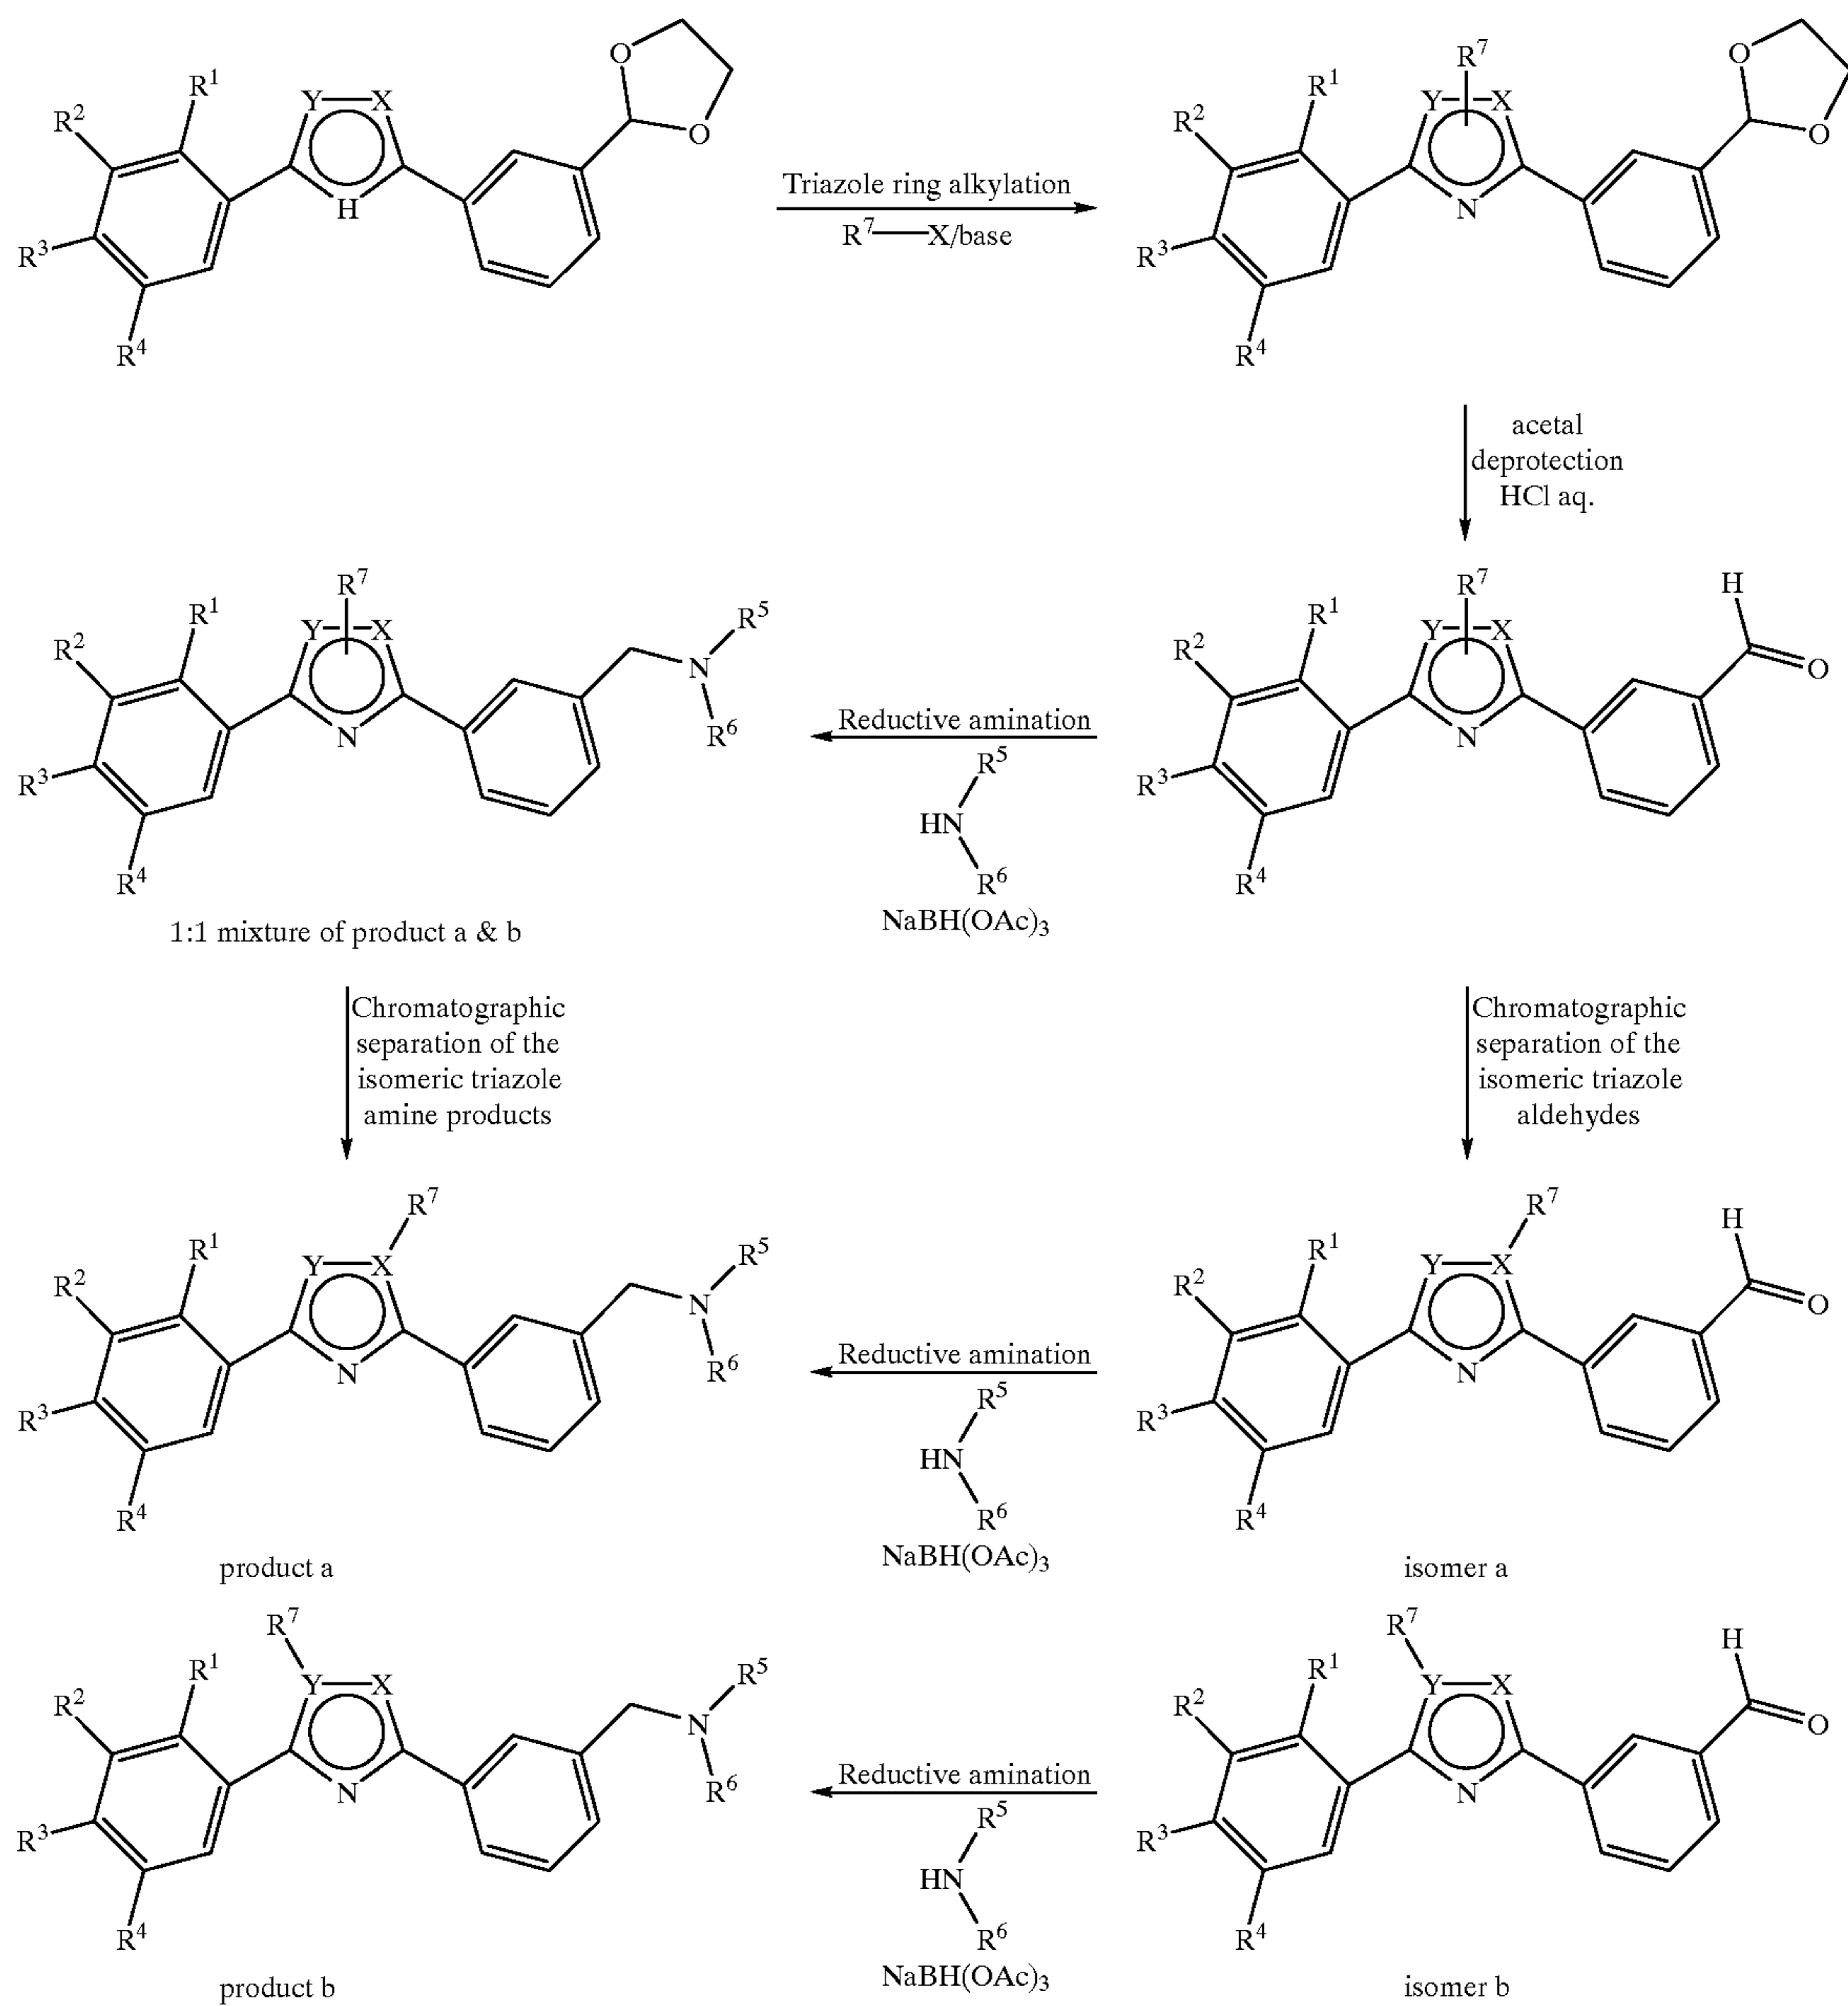 R¹ Y X O
R² O
H
R³
R⁴
Triazole ring alkylation
R⁷—X/base
R⁷ O
R¹ Y X
R² O
N
R³
R⁴
acetal
deprotection
HCl aq.
R⁷ H
R¹ Y X
R² O
N
R³
R⁴
Reductive amination
R⁵
HN
R⁶
NaBH(OAc)₃
R⁷
R¹ Y X R⁵
R² N
N R⁶
R³
R⁴
1:1 mixture of product a & b
Chromatographic
separation of the
isomeric triazole
amine products
Chromatographic
separation of the
isomeric triazole
aldehydes
R⁷
R¹ Y X R⁵
R² N
N R⁶
R³
R⁴
product a
Reductive amination
R⁵
HN
R⁶
NaBH(OAc)₃
R⁷ H
R¹ Y X
R² O
N
R³
R⁴
isomer a
R⁷
R¹ Y X R⁵
R² N
N R⁶
R³
R⁴
product b
Reductive amination
R⁵
HN
R⁶
NaBH(OAc)₃
R⁷ H
R¹ Y X
R² O
N
R³
R⁴
isomer b